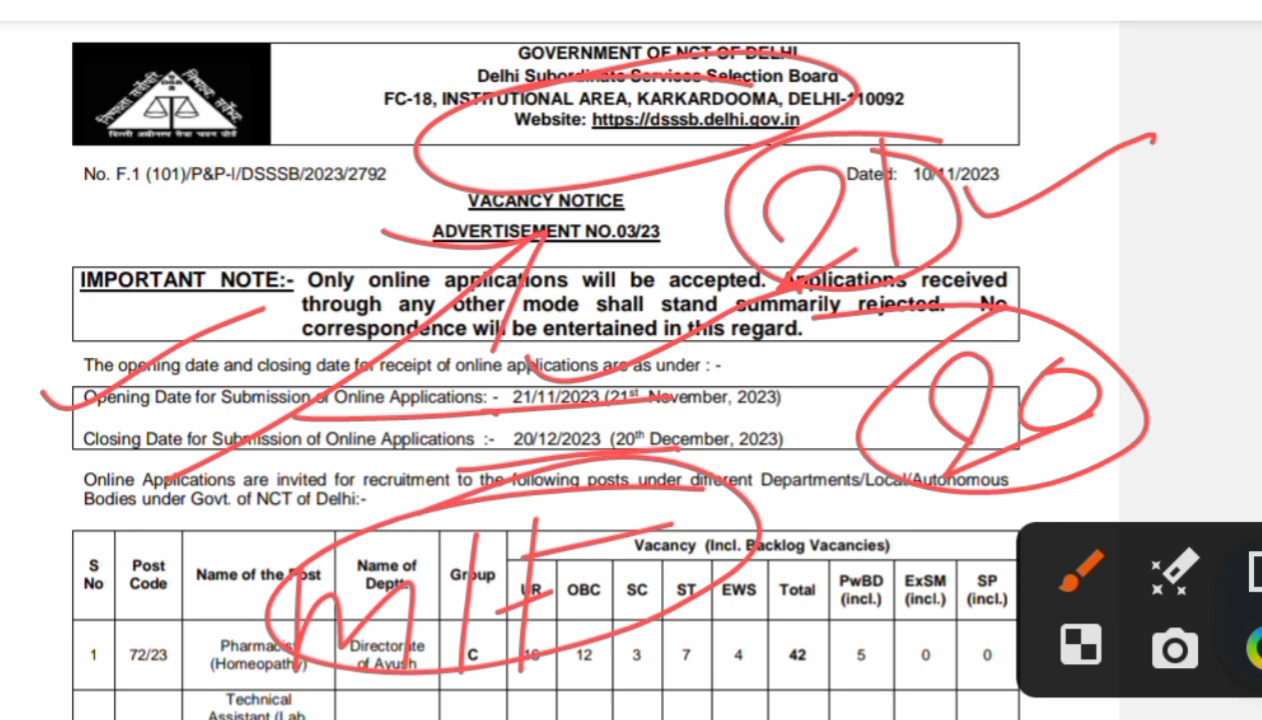 GOVERNMENT OF NCT OF DELHI
Delhi Subordinate Services Selection Board
FC-18, INSTITUTIONAL AREA, KARKARDOOMA, DELHI-110092
Website: https://dsssb.delhi.gov.in
दिल्ली अधीनस्थ सेवा चयन बोर्ड
No. F.1 (101)/P&P-I/DSSSB/2023/2792
Dated: 10/11/2023
VACANCY NOTICE
ADVERTISEMENT NO.03/23
21
IMPORTANT NOTE:- Only online applications will be accepted. Applications received
through any other mode shall stand summarily rejected. No
correspondence will be entertained in this regard.
The opening date and closing date for receipt of online applications are as under : -
Opening Date for Submission of Online Applications: - 21/11/2023 (21st November, 2023)
Closing Date for Submission of Online Applications :- 20/12/2023 (20th December, 2023)
20
Online Applications are invited for recruitment to the following posts under different Departments/Local/Autonomous
Bodies under Govt. of NCT of Delhi:-
S No Post Code Name of the Post Name of Deptt. Group Vacancy (Incl. Backlog Vacancies)
UR OBC SC ST EWS Total PwBD (incl.) ExSM (incl.) SP (incl.)
M/F
1 72/23 Pharmacist (Homeopathy) Directorate of Ayush C 16 12 3 7 4 42 5 0 0
Technical
Assistant (Lab